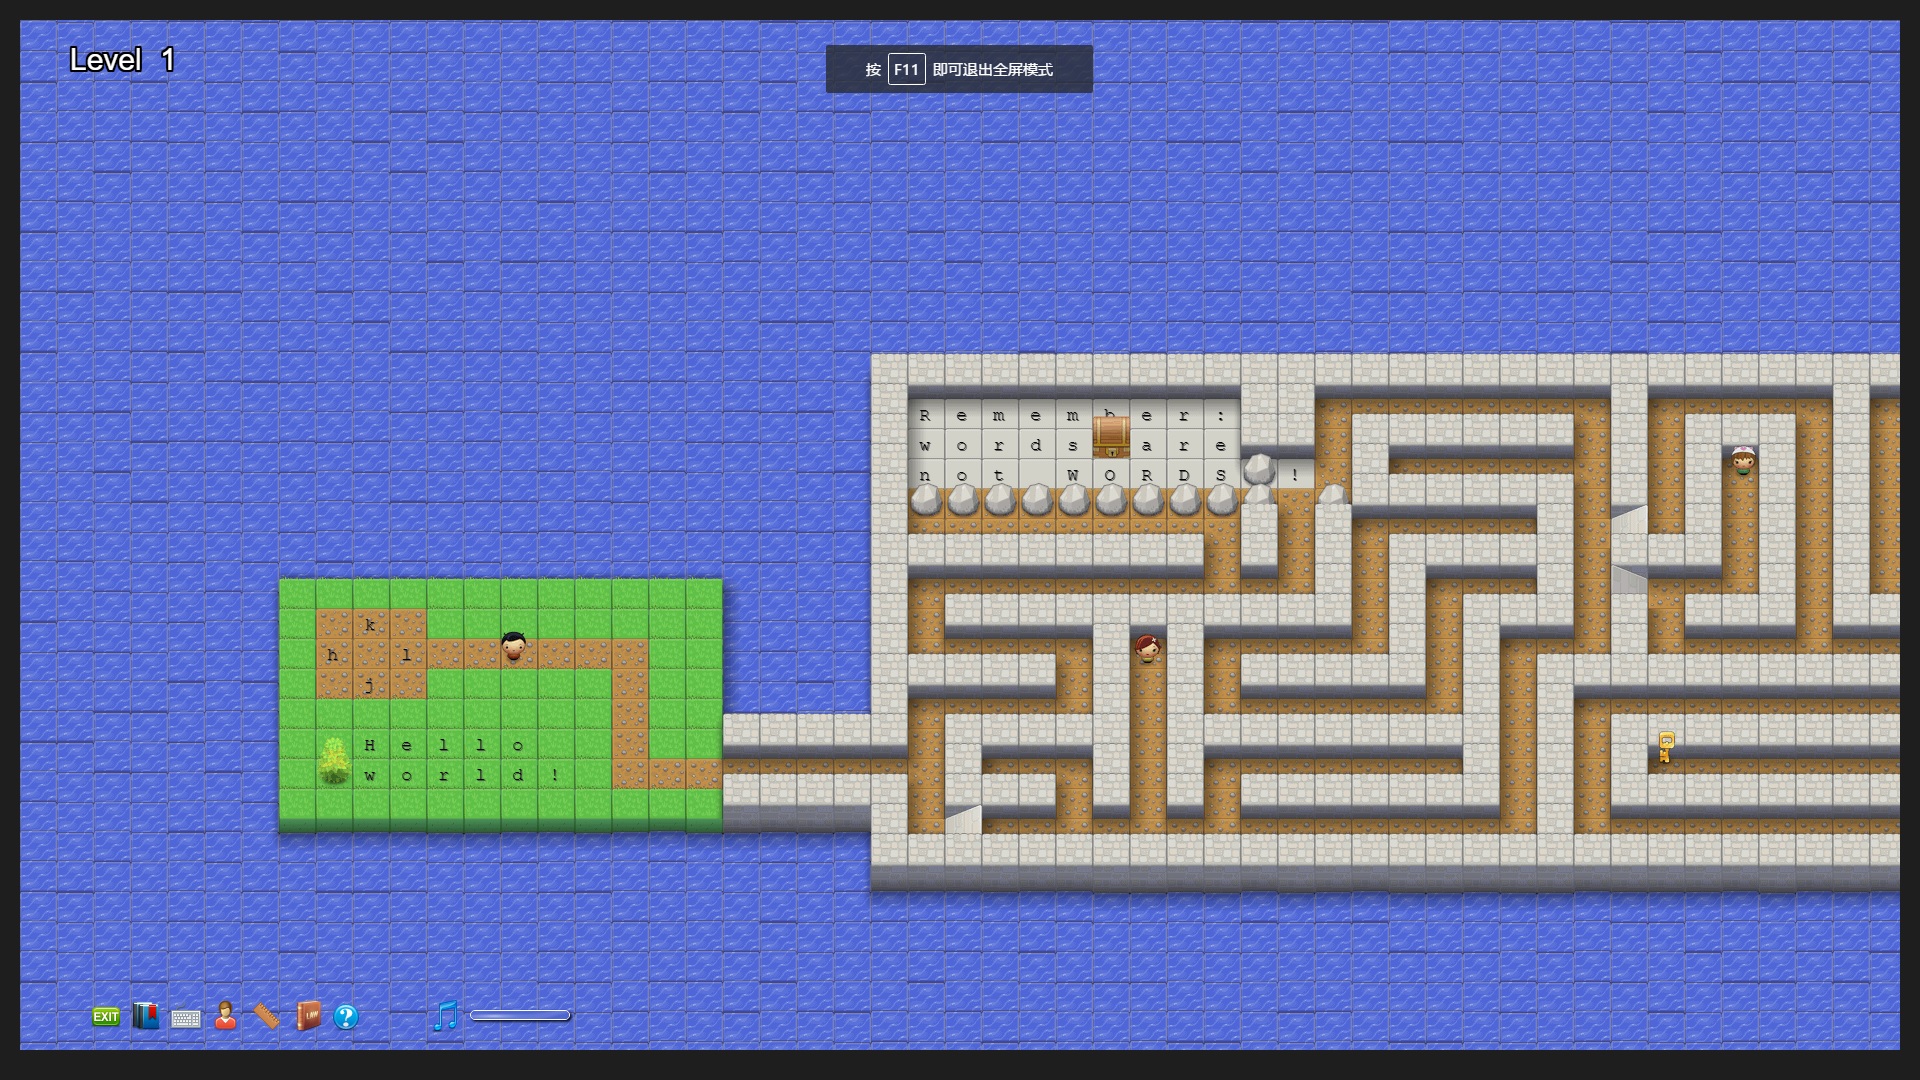 Level 1
按 F11 即可退出全屏模式
Remember:
words are
not WORDS!
k
h l
j
Hello
world!
EXIT
LAW
?